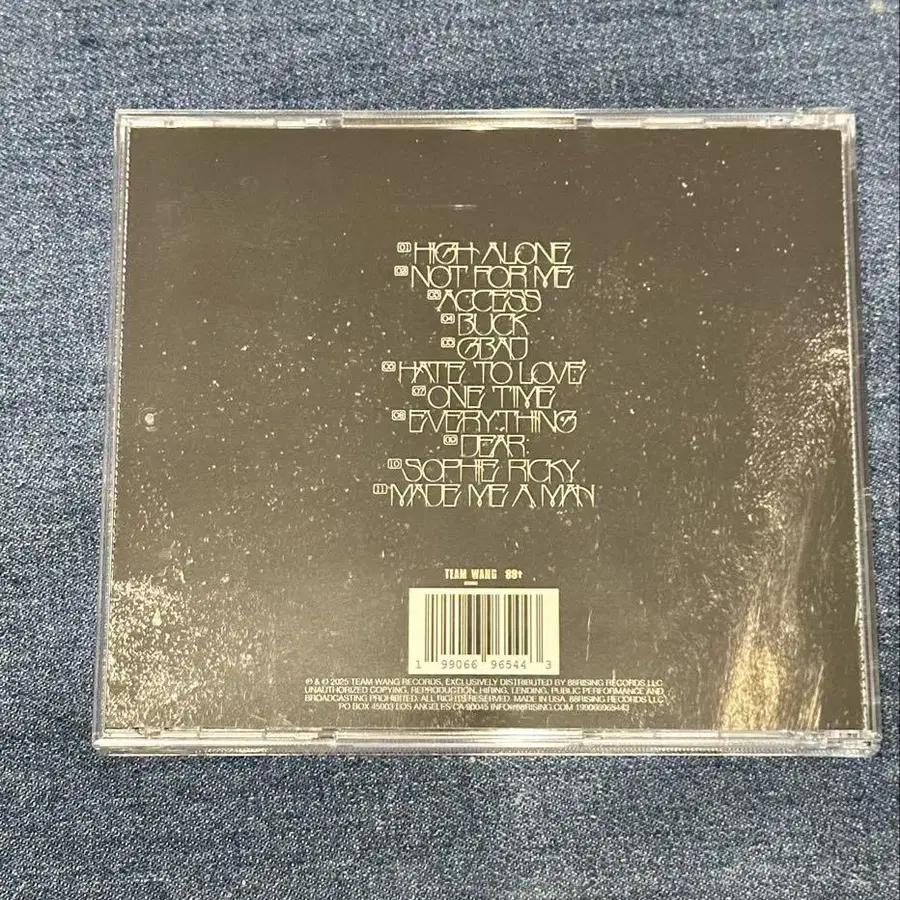 01 HIGH ALONE
02 NOT FOR ME
03 ACCESS
04 BUCK
05 GBAD
06 HATE TO LOVE
07 ONE TIME
08 EVERYTHING
09 DEAR
10 SOPHIE RICKY
11 MADE ME A MAN
TEAM WANG 88↑
1 99066 96544 3
℗ & © 2025 TEAM WANG RECORDS, EXCLUSIVELY DISTRIBUTED BY 88RISING RECORDS LLC
UNAUTHORIZED COPYING, REPRODUCTION, HIRING, LENDING, PUBLIC PERFORMANCE AND
BROADCASTING PROHIBITED. ALL RIGHTS RESERVED. MADE IN USA. 88RISING RECORDS LLC,
PO BOX 45003 LOS ANGELES CA 90045 INFO@88RISING.COM 199066965443